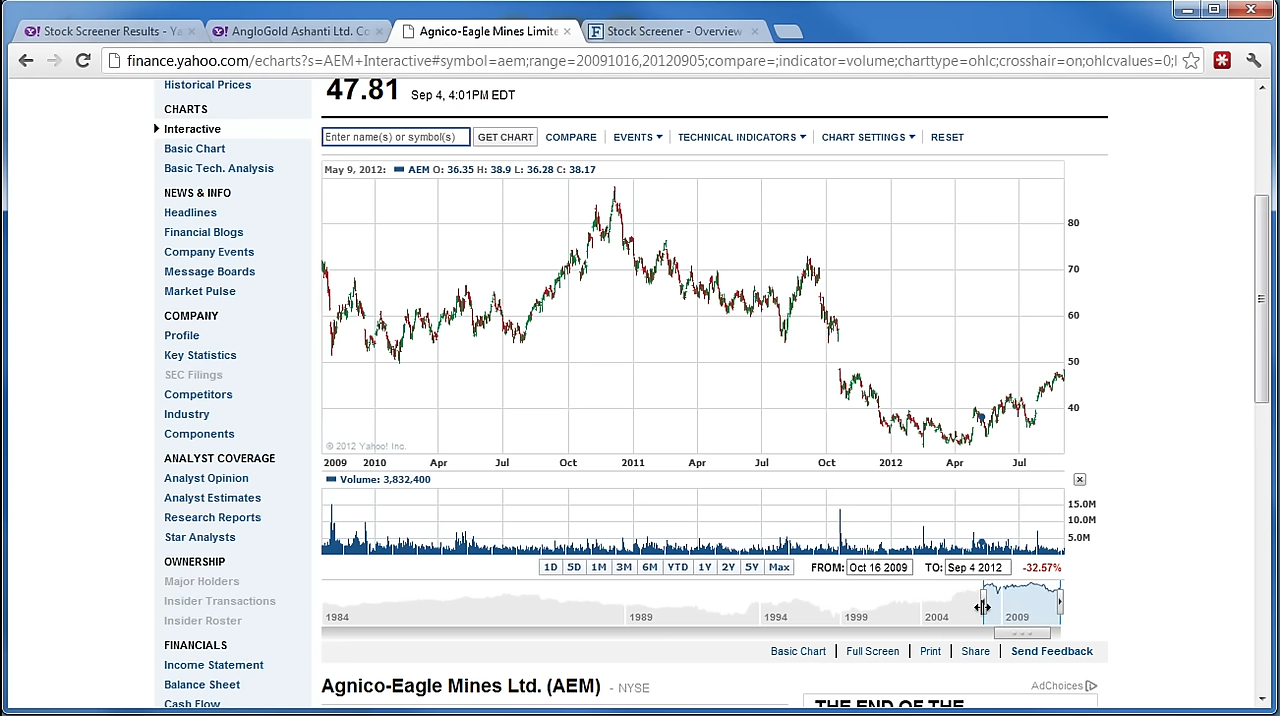 Stock Screener Results - Ya
AngloGold Ashanti Ltd. Co
Agnico-Eagle Mines Limite
Stock Screener - Overview
finance.yahoo.com/echarts?s=AEM+Interactive#symbol=aem;range=20091016,20120905;compare=;indicator=volume;charttype=ohlc;crosshair=on;ohlcvalues=0;l
Historical Prices
CHARTS
Interactive
Basic Chart
Basic Tech. Analysis
NEWS & INFO
Headlines
Financial Blogs
Company Events
Message Boards
Market Pulse
COMPANY
Profile
Key Statistics
SEC Filings
Competitors
Industry
Components
ANALYST COVERAGE
Analyst Opinion
Analyst Estimates
Research Reports
Star Analysts
OWNERSHIP
Major Holders
Insider Transactions
Insider Roster
FINANCIALS
Income Statement
Balance Sheet
Cash Flow
47.81 Sep 4, 4:01PM EDT
Enter name(s) or symbol(s) GET CHART COMPARE EVENTS TECHNICAL INDICATORS CHART SETTINGS RESET
May 9, 2012: AEM O: 36.35 H: 38.9 L: 36.28 C: 38.17
80
70
60
50
40
© 2012 Yahoo! Inc.
2009 2010 Apr Jul Oct 2011 Apr Jul Oct 2012 Apr Jul
Volume: 3,832,400
15.0M
10.0M
5.0M
1D 5D 1M 3M 6M YTD 1Y 2Y 5Y Max FROM: Oct 16 2009 TO: Sep 4 2012 -32.57%
1984 1989 1994 1999 2004 2009
Basic Chart Full Screen Print Share Send Feedback
Agnico-Eagle Mines Ltd. (AEM) - NYSE
AdChoices
THE END OF THE